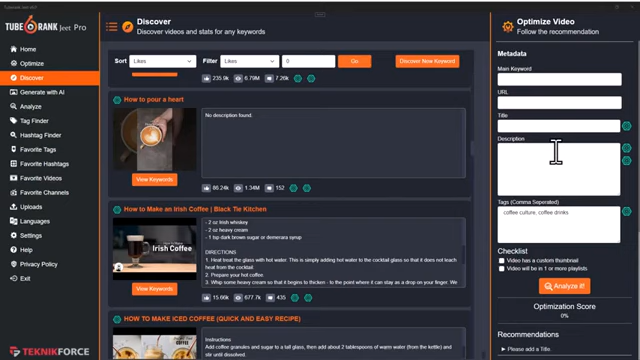 TubeRank Jeet Pro
TUBE RANK Jeet Pro
Home
Optimize
Discover
Generate with AI
Analyze
Tag Finder
Hashtag Finder
Favorite Tags
Favorite Hashtags
Favorite Videos
Favorite Channels
Uploads
Languages
Settings
Help
Privacy Policy
Exit
TEKNIKFORCE
Discover
Discover videos and stats for any keywords
Sort Likes Filter Likes 0 Go Discover New Keyword
235.9k 6.79M 7.26k
How to pour a heart
No description found.
View Keywords
86.24k 1.34M 152
How to Make an Irish Coffee | Black Tie Kitchen
- 2 oz Irish whiskey
- 2 oz heavy cream
- 1 tsp dark brown sugar or demerara syrup
DIRECTIONS
1. Heat treat the glass with hot water. This is simply adding hot water to the cocktail glass so that it does not leach
heat from the cocktail.
2. Prepare your hot coffee.
3. Whip some heavy cream so that it begins to thicken - to the point where it can stay as a drop on your finger. We
Irish Coffee
View Keywords
15.66k 677.7k 435
HOW TO MAKE ICED COFFEE (QUICK AND EASY RECIPE)
Instructions
Add coffee granules and sugar to a tall glass, then add about 2 tablespoons of warm water (from the kettle) and
stir until dissolved.
Optimize Video
Follow the recommendation
Metadata
Main Keyword
URL
Title
Description
Tags (Comma Seperated)
coffee culture, coffee drinks
Checklist
Video has a custom thumbnail
Video will be in 1 or more playlists
Analyze it!
Optimization Score
0%
Recommendations
Please add a Title.